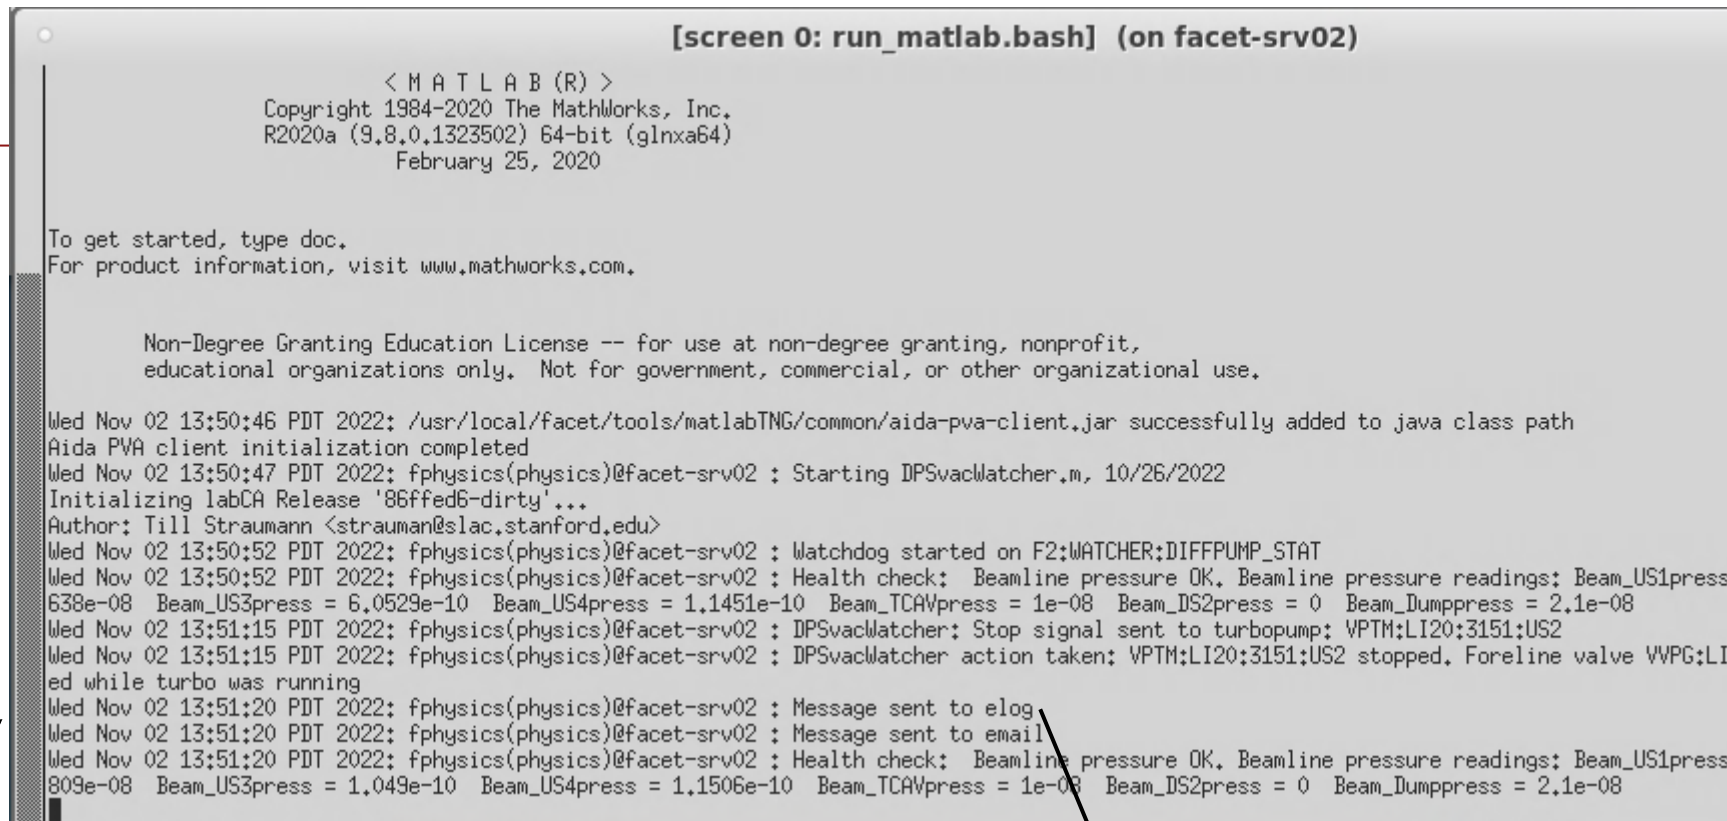 [screen 0: run_matlab.bash] (on facet-srv02)
< M A T L A B (R) >
Copyright 1984-2020 The MathWorks, Inc.
R2020a (9.8.0.1323502) 64-bit (glnxa64)
February 25, 2020
To get started, type doc.
For product information, visit www.mathworks.com.
Non-Degree Granting Education License -- for use at non-degree granting, nonprofit,
educational organizations only.  Not for government, commercial, or other organizational use.
Wed Nov 02 13:50:46 PDT 2022: /usr/local/facet/tools/matlabTNG/common/aida-pva-client.jar successfully added to java class path
Aida PVA client initialization completed
Wed Nov 02 13:50:47 PDT 2022: fphysics(physics)@facet-srv02 : Starting DPSvacWatcher.m, 10/26/2022
Initializing labCA Release '86ffed6-dirty'...
Author: Till Straumann <strauman@slac.stanford.edu>
Wed Nov 02 13:50:52 PDT 2022: fphysics(physics)@facet-srv02 : Watchdog started on F2:WATCHER:DIFFPUMP_STAT
Wed Nov 02 13:50:52 PDT 2022: fphysics(physics)@facet-srv02 : Health check:  Beamline pressure OK. Beamline pressure readings: Beam_US1press
638e-08  Beam_US3press = 6.0529e-10  Beam_US4press = 1.1451e-10  Beam_TCAVpress = 1e-08  Beam_DS2press = 0  Beam_Dumppress = 2.1e-08
Wed Nov 02 13:51:15 PDT 2022: fphysics(physics)@facet-srv02 : DPSvacWatcher: Stop signal sent to turbopump: VPTM:LI20:3151:US2
Wed Nov 02 13:51:15 PDT 2022: fphysics(physics)@facet-srv02 : DPSvacWatcher action taken: VPTM:LI20:3151:US2 stopped. Foreline valve VVPG:LI
ed while turbo was running
Wed Nov 02 13:51:20 PDT 2022: fphysics(physics)@facet-srv02 : Message sent to elog
Wed Nov 02 13:51:20 PDT 2022: fphysics(physics)@facet-srv02 : Message sent to email
Wed Nov 02 13:51:20 PDT 2022: fphysics(physics)@facet-srv02 : Health check:  Beamline pressure OK. Beamline pressure readings: Beam_US1press
809e-08  Beam_US3press = 1.049e-10  Beam_US4press = 1.1506e-10  Beam_TCAVpress = 1e-08  Beam_DS2press = 0  Beam_Dumppress = 2.1e-08